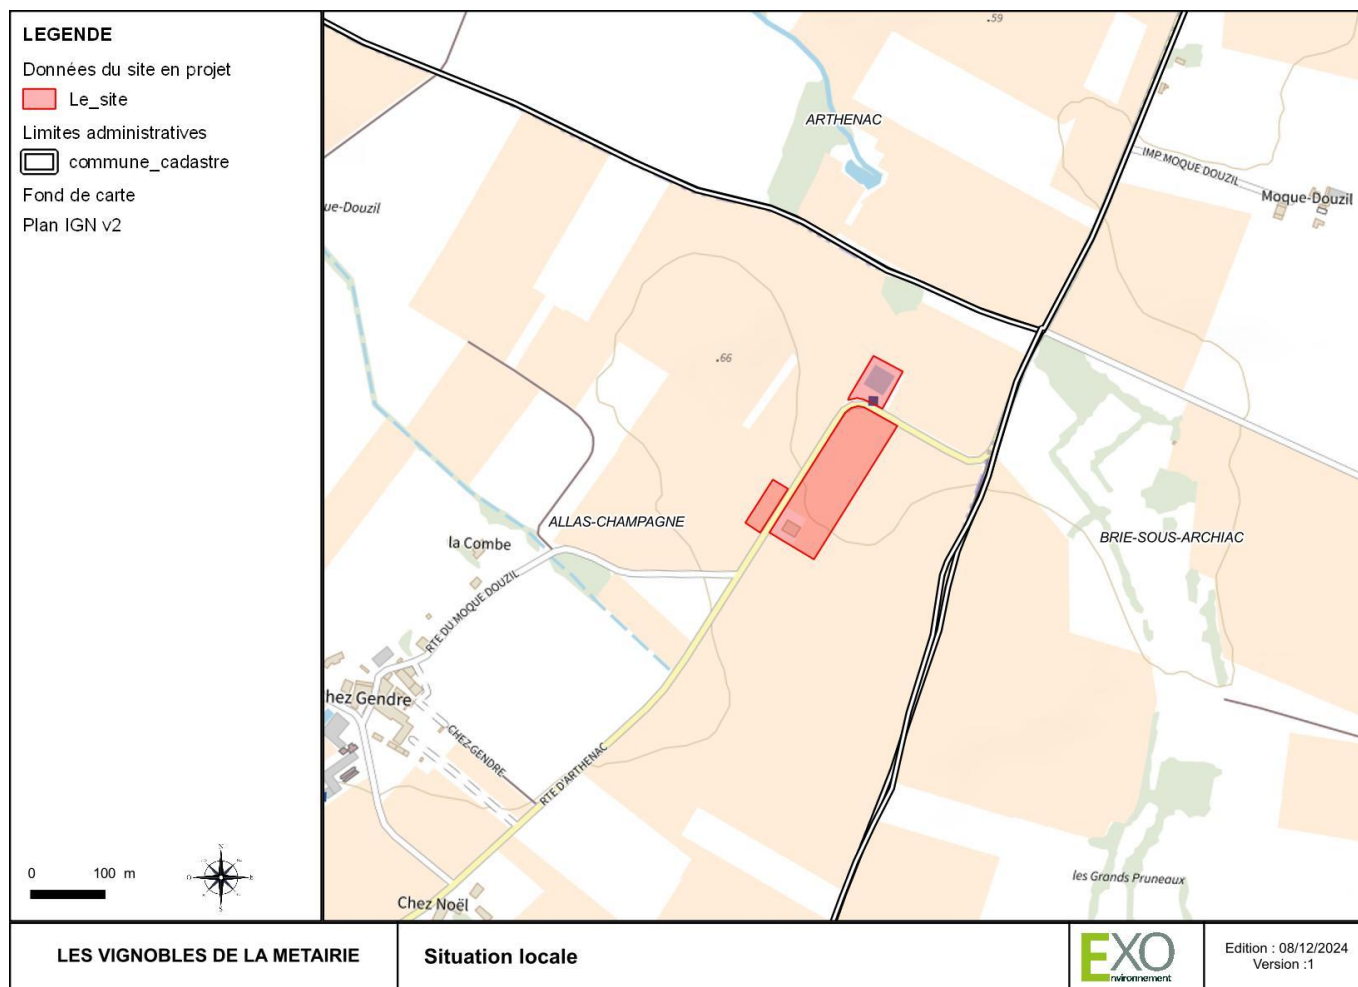 LEGENDE
Données du site en projet
Le_site
Limites administratives
commune_cadastre
Fond de carte
Plan IGN v2
0 100 m
.59
ARTHENAC
IMP MOQUE DOUZIL
Moque-Douzil
ue-Douzil
.66
ALLAS-CHAMPAGNE
la Combe
BRIE-SOUS-ARCHIAC
RTE DU MOQUE DOUZIL
hez Gendre
CHEZ-GENDRE
RTE D'ARTHENAC
les Grands Pruneaux
Chez Noël
LES VIGNOBLES DE LA METAIRIE
Situation locale
EXO
nvironnement
Edition : 08/12/2024
Version :1